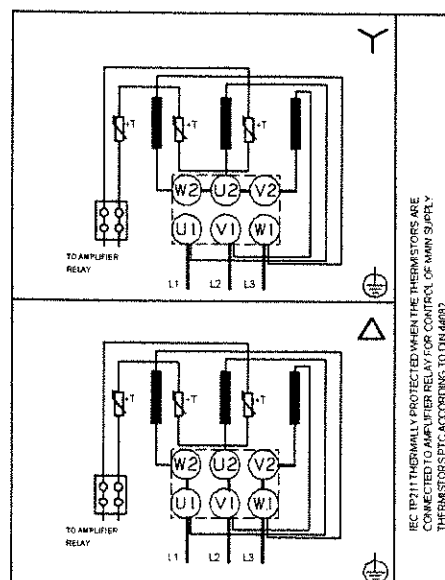 +T
+T
+T
W2 U2 V2
U1 V1 W1
TO AMPLIFIER
RELAY
L1 L2 L3
+T
+T
+T
W2 U2 V2
U1 V1 W1
TO AMPLIFIER
RELAY
L1 L2 L3
IEC TP211 THERMALLY PROTECTED WHEN THE THERMISTORS ARE
CONNECTED TO AMPLIFIER RELAY FOR CONTROL OF MAIN SUPPLY
THERMISTORS PTC ACCORDING TO DIN 44082